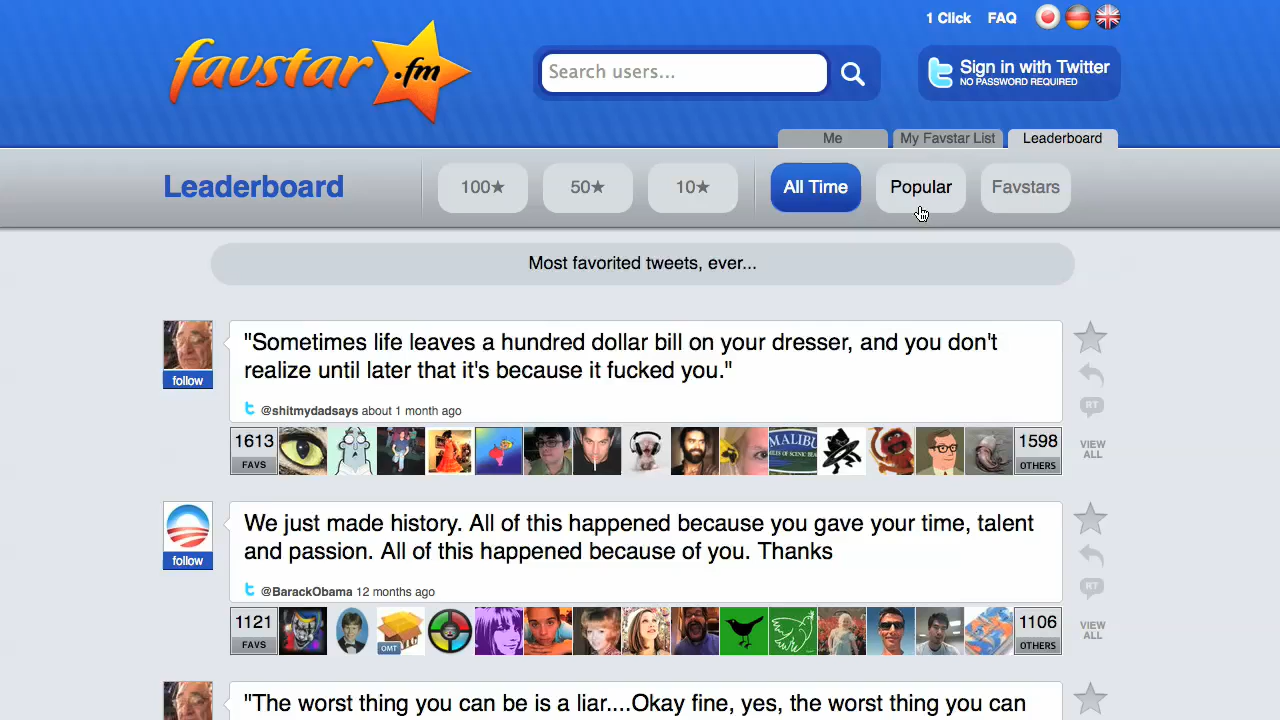 1 Click FAQ
favstar.fm
Search users...
Sign in with Twitter
NO PASSWORD REQUIRED
Me My Favstar List Leaderboard
Leaderboard 100★ 50★ 10★ All Time Popular Favstars
Most favorited tweets, ever...
"Sometimes life leaves a hundred dollar bill on your dresser, and you don't
realize until later that it's because it fucked you."
@shitmydadsays about 1 month ago
follow
1613 FAVS
MALIBU
1598 OTHERS
RT
VIEW ALL
We just made history. All of this happened because you gave your time, talent
and passion. All of this happened because of you. Thanks
@BarackObama 12 months ago
follow
1121 FAVS
OMT
1106 OTHERS
RT
VIEW ALL
"The worst thing you can be is a liar....Okay fine, yes, the worst thing you can